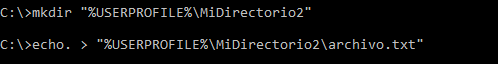 C:\>mkdir "%USERPROFILE%\MiDirectorio2"
C:\>echo. > "%USERPROFILE%\MiDirectorio2\archivo.txt"